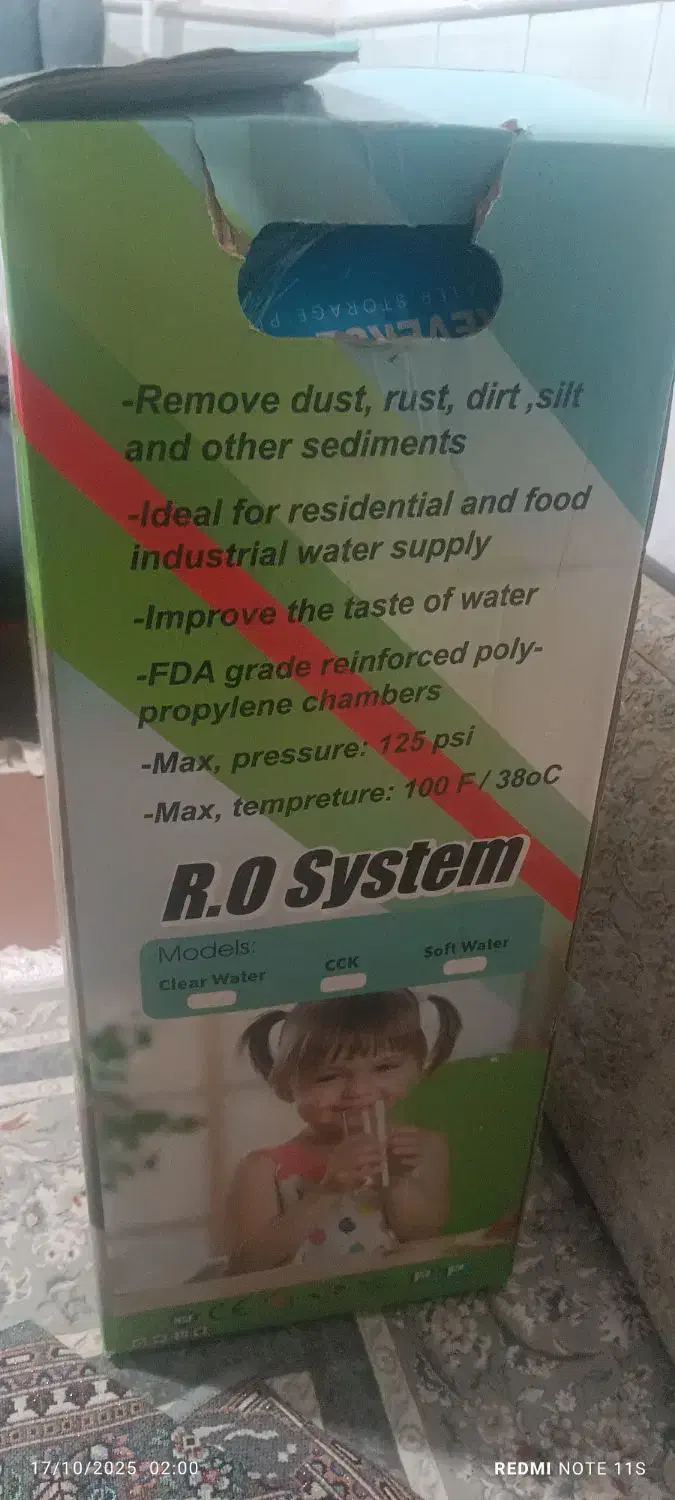 STORAGE
-Remove dust, rust, dirt ,silt
and other sediments
-Ideal for residential and food
industrial water supply
-Improve the taste of water
-FDA grade reinforced poly-
propylene chambers
-Max, pressure: 125 psi
-Max, tempreture: 100 F / 38oC
R.O System
Models:
Clear Water CCK Soft Water
CE
17/10/2025 02:00 REDMI NOTE 11S